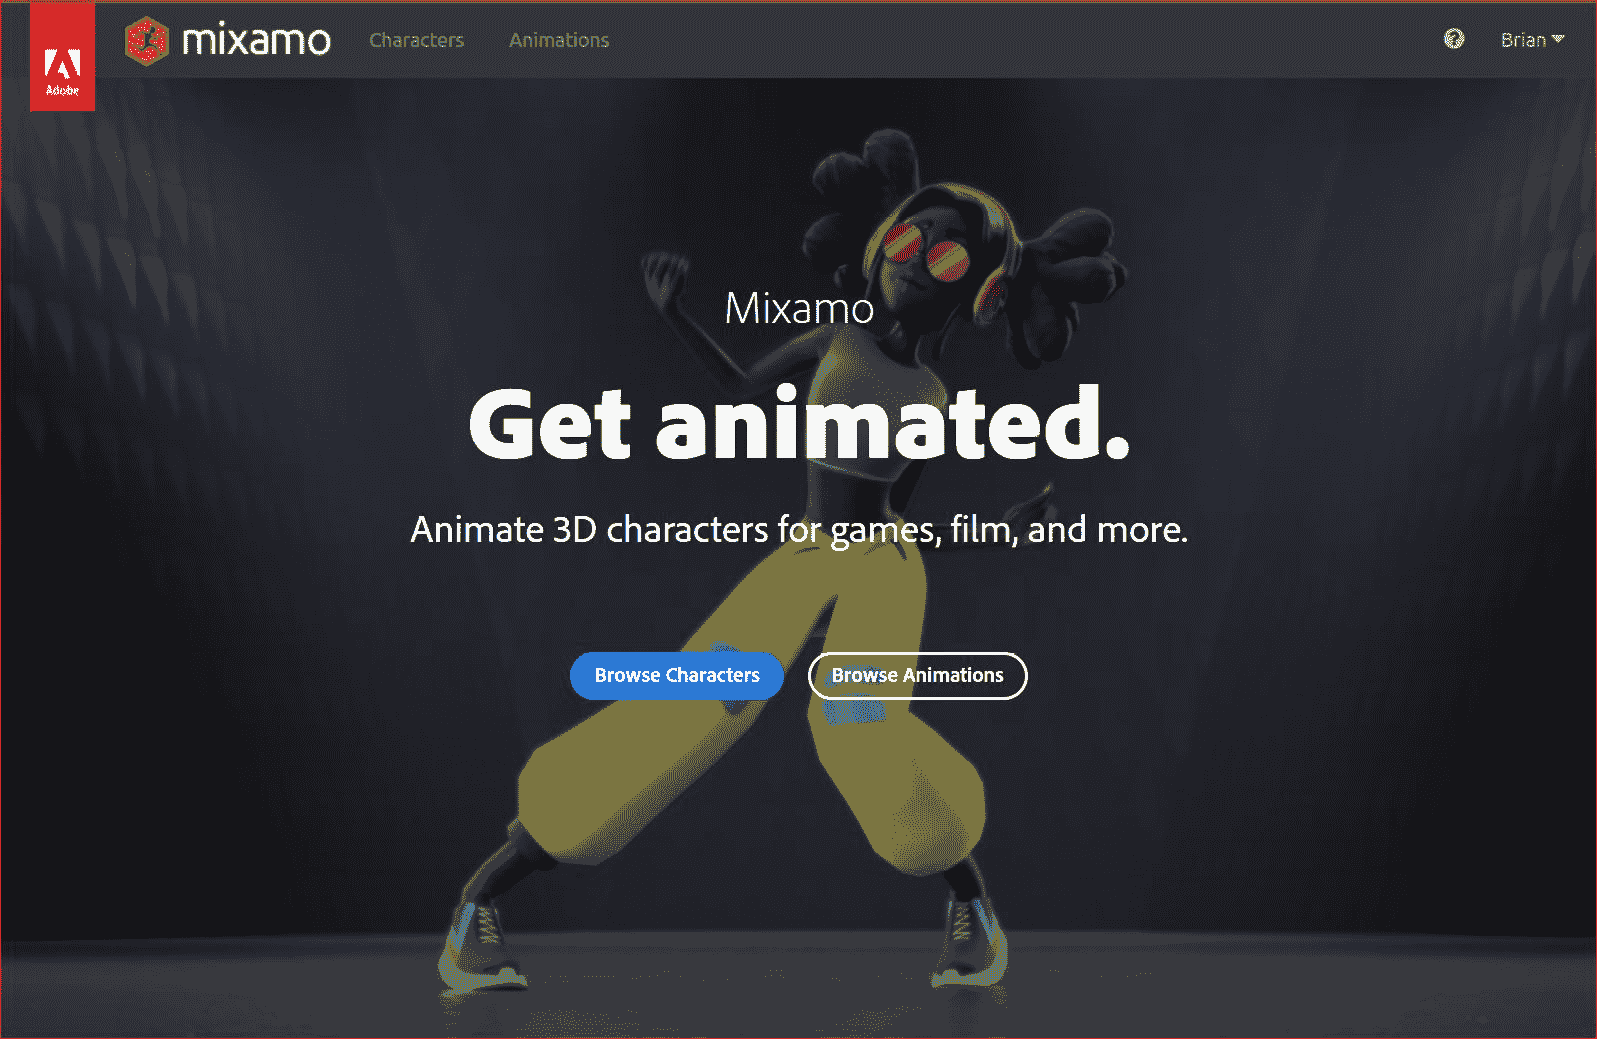 Adobe
mixamo
Characters
Animations
Brian
Mixamo
Get animated.
Animate 3D characters for games, film, and more.
Browse Characters
Browse Animations